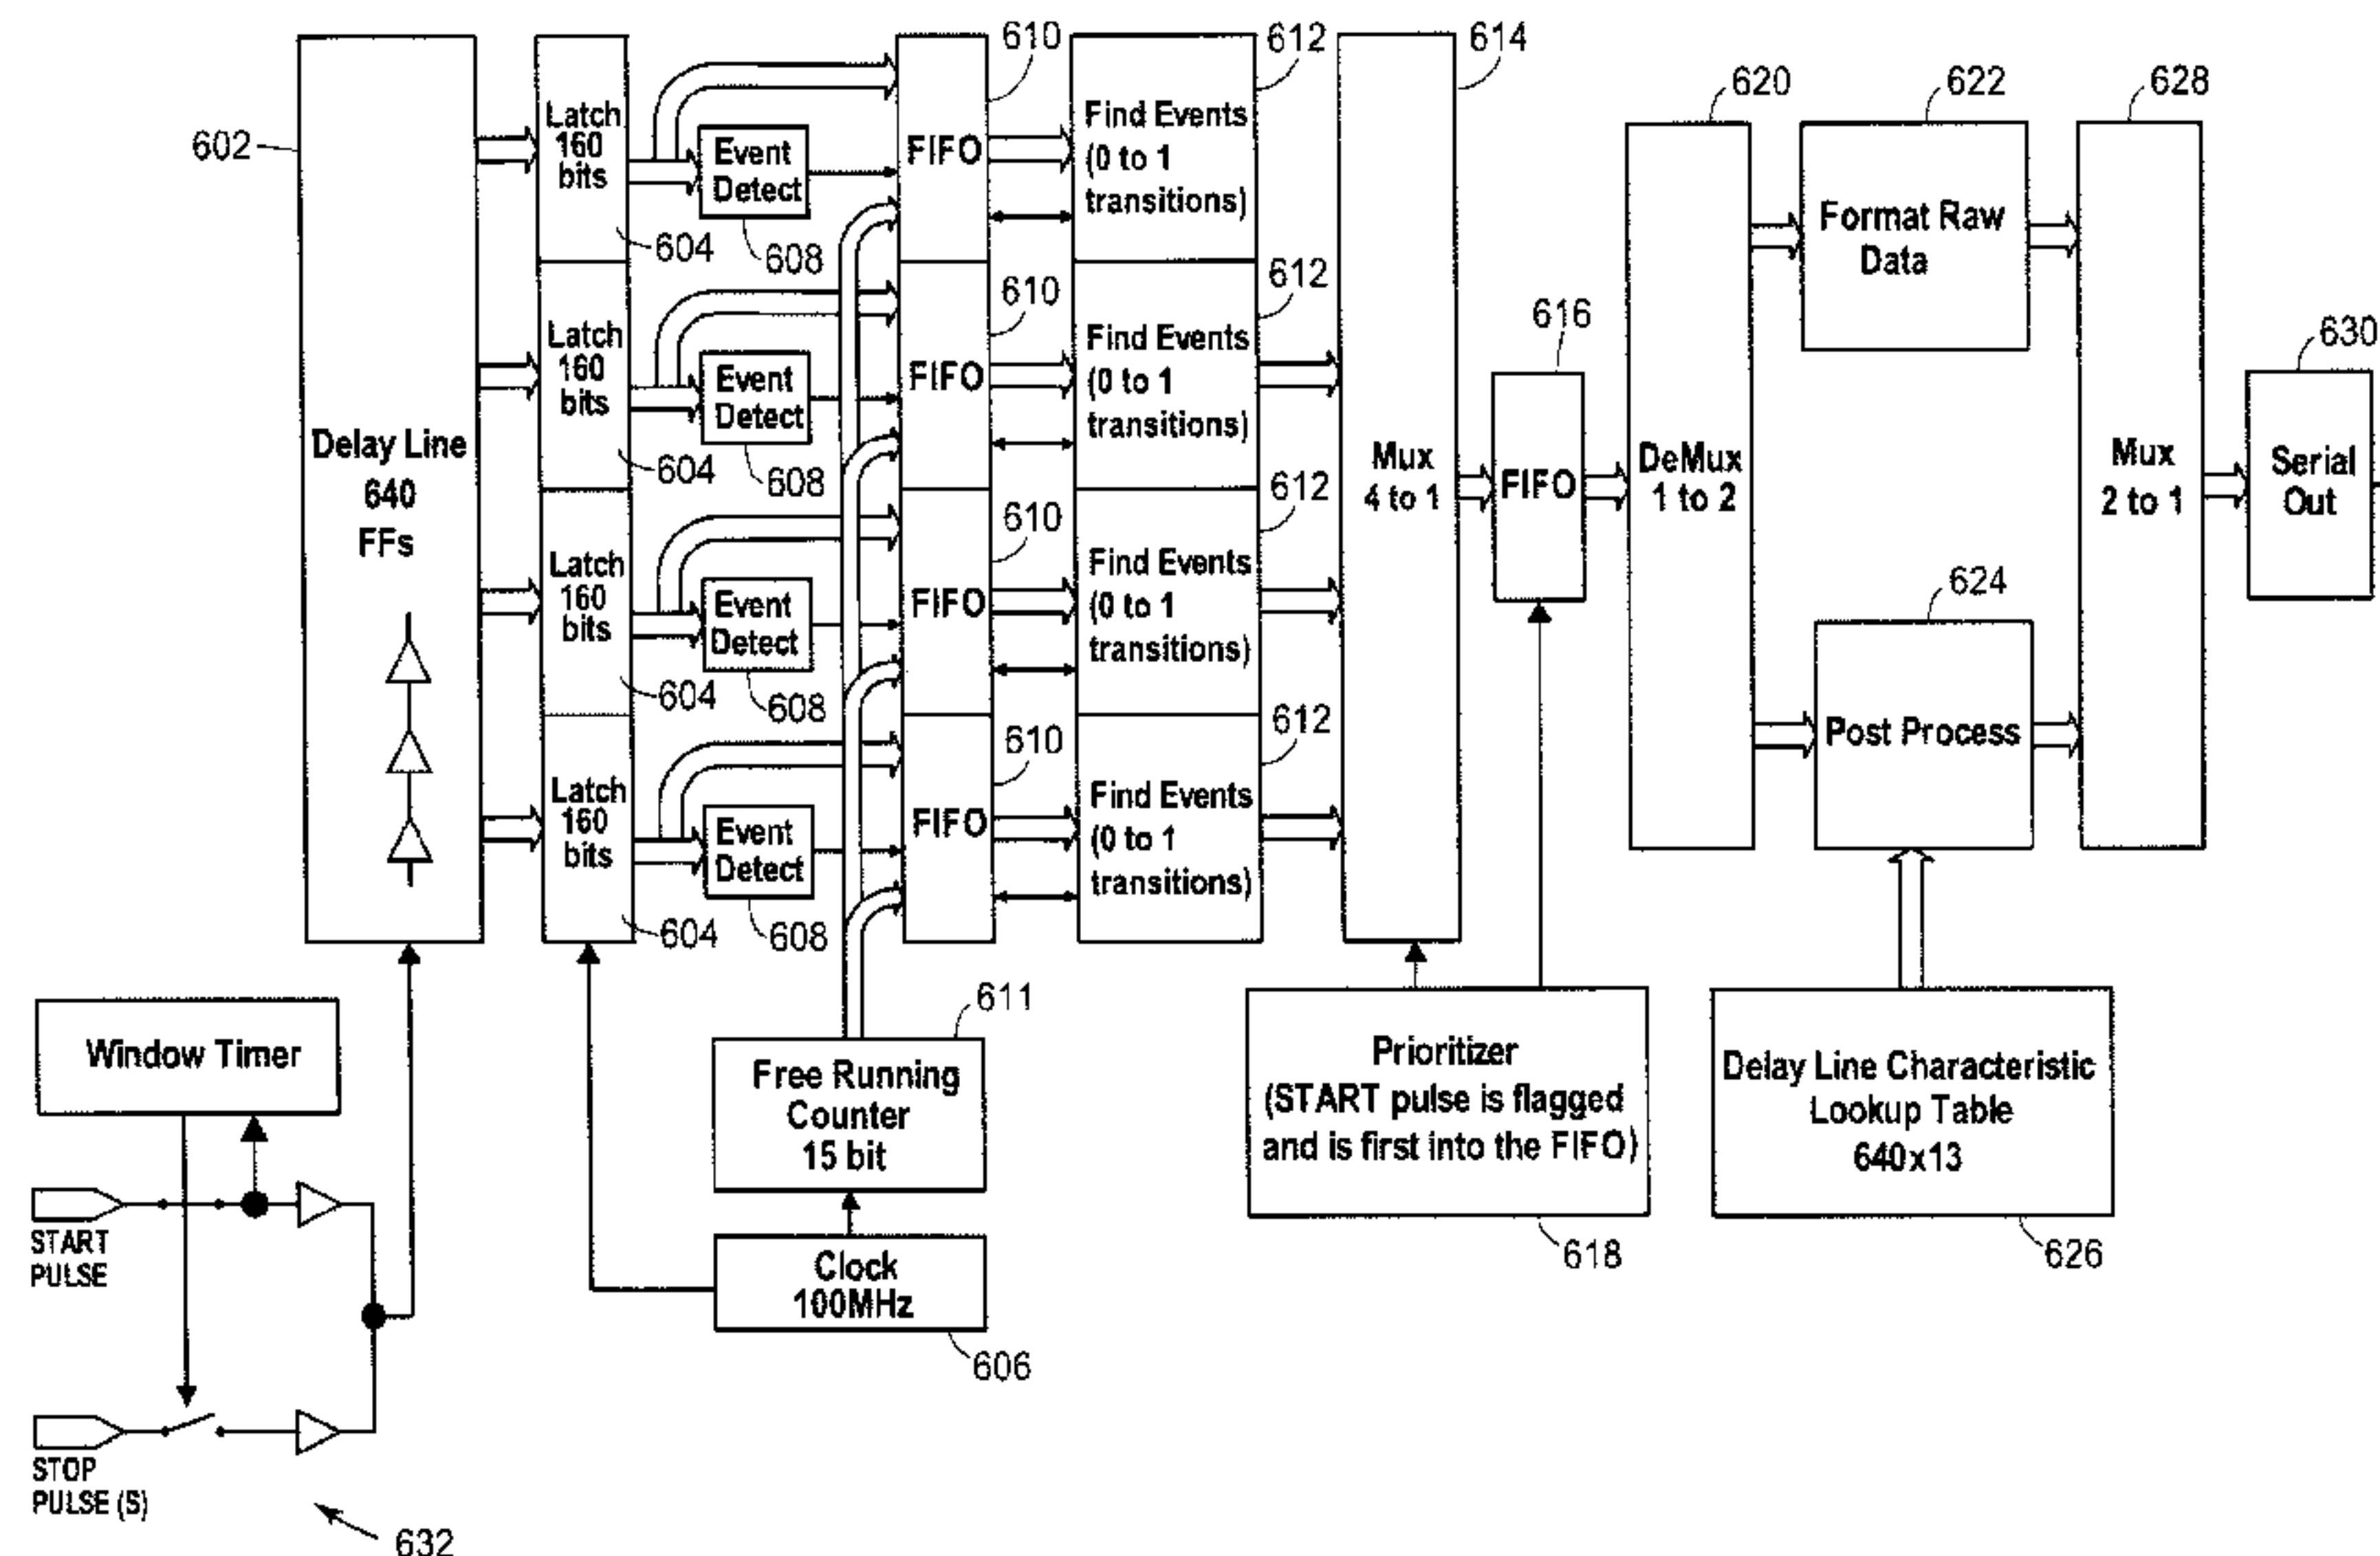 610
612
614
620
622
628
602
Latch
160
bits
Event
Detect
FIFO
Find Events
(0 to 1
transitions)
604
608
Format Raw
Data
610
612
Latch
160
bits
Event
Detect
FIFO
Find Events
(0 to 1
transitions)
604
608
616
630
Delay Line
640
FFs
Mux
4 to 1
FIFO
DeMux
1 to 2
Mux
2 to 1
Serial
Out
610
612
Latch
160
bits
Event
Detect
FIFO
Find Events
(0 to 1
transitions)
604
608
624
Post Process
610
612
Latch
160
bits
Event
Detect
FIFO
Find Events
(0 to 1
transitions)
604
608
Window Timer
611
Free Running
Counter
15 bit
Prioritizer
(START pulse is flagged
and is first into the FIFO)
618
Delay Line Characteristic
Lookup Table
640x13
626
START
PULSE
Clock
100MHz
606
STOP
PULSE (S)
632